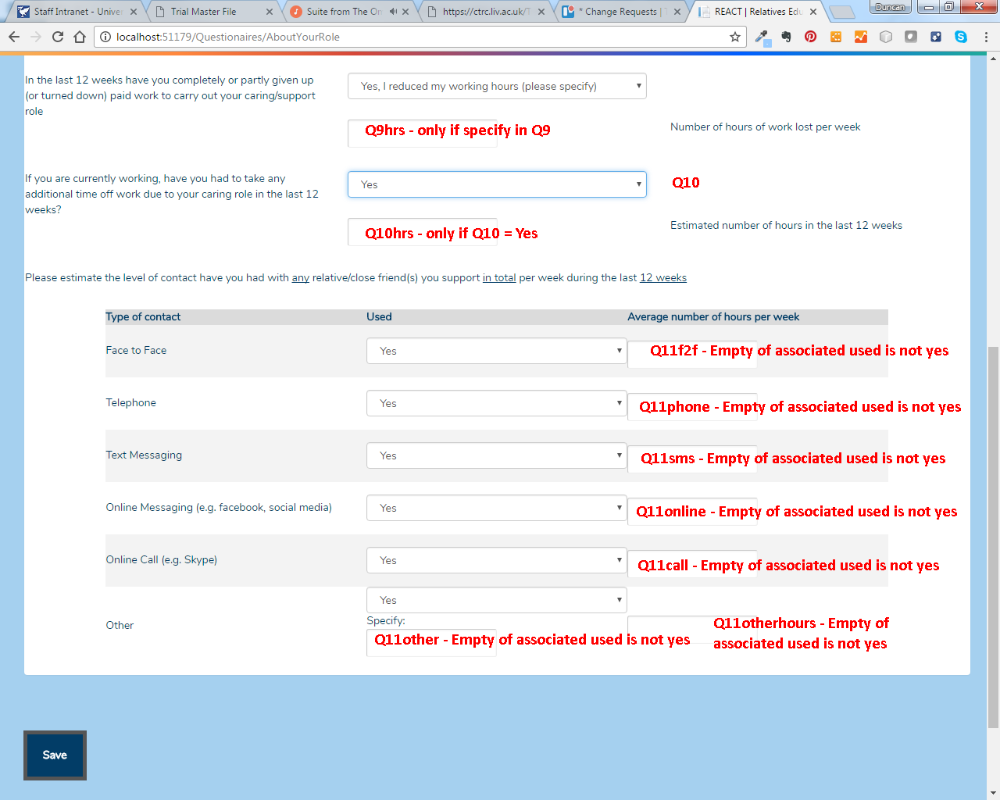 Staff Intranet - Unive
Trial Master File
Suite from The On
https://ctrc.liv.ac.uk/T
* Change Requests | T
REACT | Relatives Edu
Duncan
localhost:51179/Questionaires/AboutYourRole
In the last 12 weeks have you completely or partly given up
(or turned down) paid work to carry out your caring/support
role
Yes, I reduced my working hours (please specify)
Q9hrs - only if specify in Q9
Number of hours of work lost per week
If you are currently working, have you had to take any
additional time off work due to your caring role in the last 12
weeks?
Yes
Q10
Q10hrs - only if Q10 = Yes
Estimated number of hours in the last 12 weeks
Please estimate the level of contact have you had with any relative/close friend(s) you support in total per week during the last 12 weeks
Type of contact Used Average number of hours per week
Face to Face Yes Q11f2f - Empty of associated used is not yes
Telephone Yes Q11phone - Empty of associated used is not yes
Text Messaging Yes Q11sms - Empty of associated used is not yes
Online Messaging (e.g. facebook, social media) Yes Q11online - Empty of associated used is not yes
Online Call (e.g. Skype) Yes Q11call - Empty of associated used is not yes
Yes
Other
Specify:
Q11other - Empty of associated used is not yes
Q11otherhours - Empty of
associated used is not yes
Save